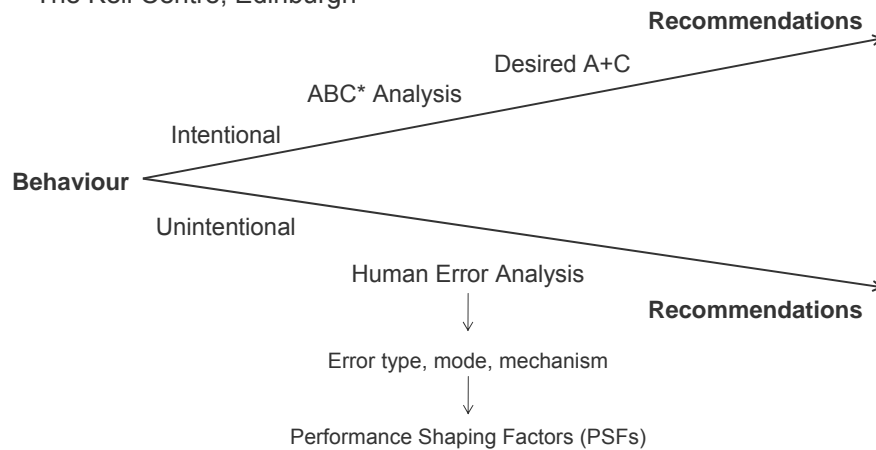 The Keil Centre, Edinburgh
Recommendations
Desired A+C
ABC* Analysis
Intentional
Behaviour
Unintentional
Human Error Analysis
Recommendations
Error type, mode, mechanism
Performance Shaping Factors (PSFs)